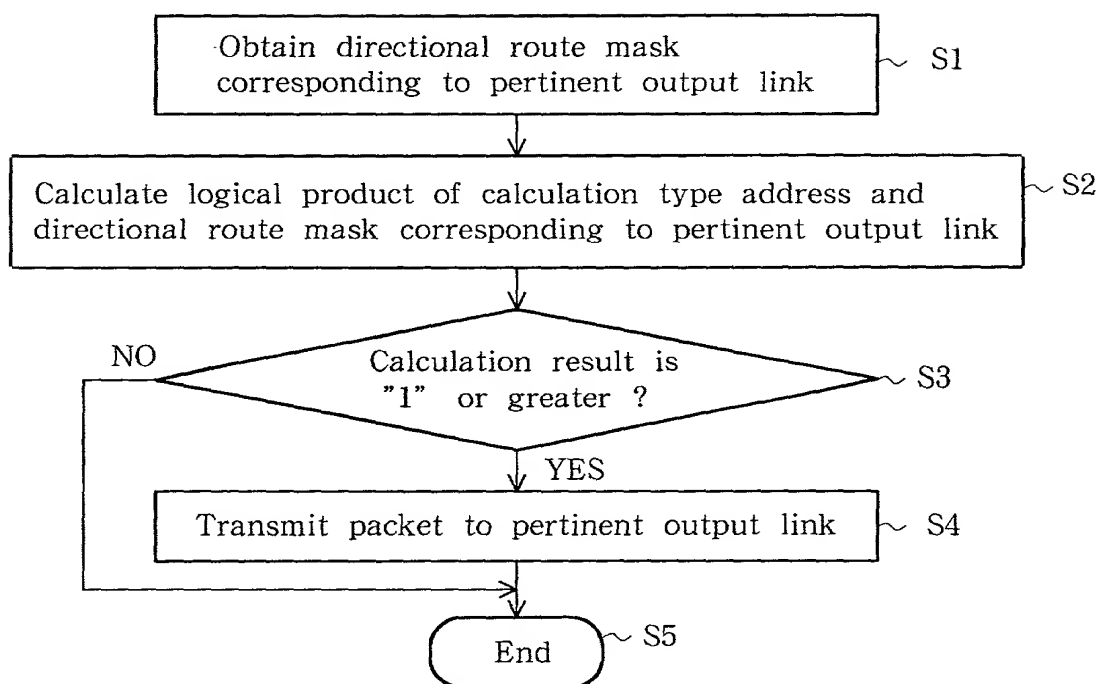 Obtain directional route mask
corresponding to pertinent output link
S1
Calculate logical product of calculation type address and
directional route mask corresponding to pertinent output link
S2
NO
Calculation result is
"1" or greater ?
S3
YES
Transmit packet to pertinent output link
S4
End
S5